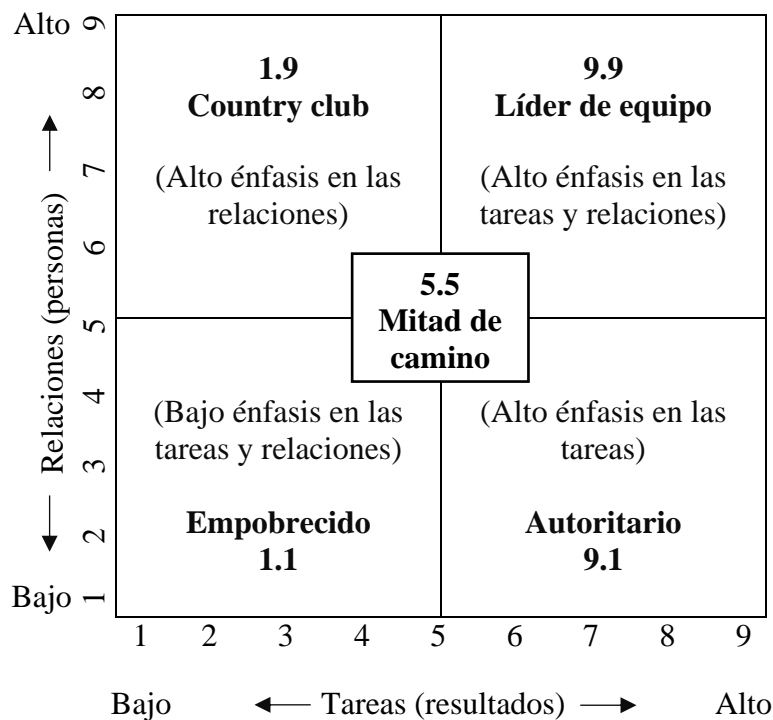 Alto
9
8
7
6
5
4
3
2
1
Relaciones (personas)
Bajo
1.9
Country club
(Alto énfasis en las
relaciones)
9.9
Líder de equipo
(Alto énfasis en las
tareas y relaciones)
5.5
Mitad de
camino
(Bajo énfasis en las
tareas y relaciones)
Empobrecido
1.1
(Alto énfasis en las
tareas)
Autoritario
9.1
1 2 3 4 5 6 7 8 9
Bajo Tareas (resultados) Alto